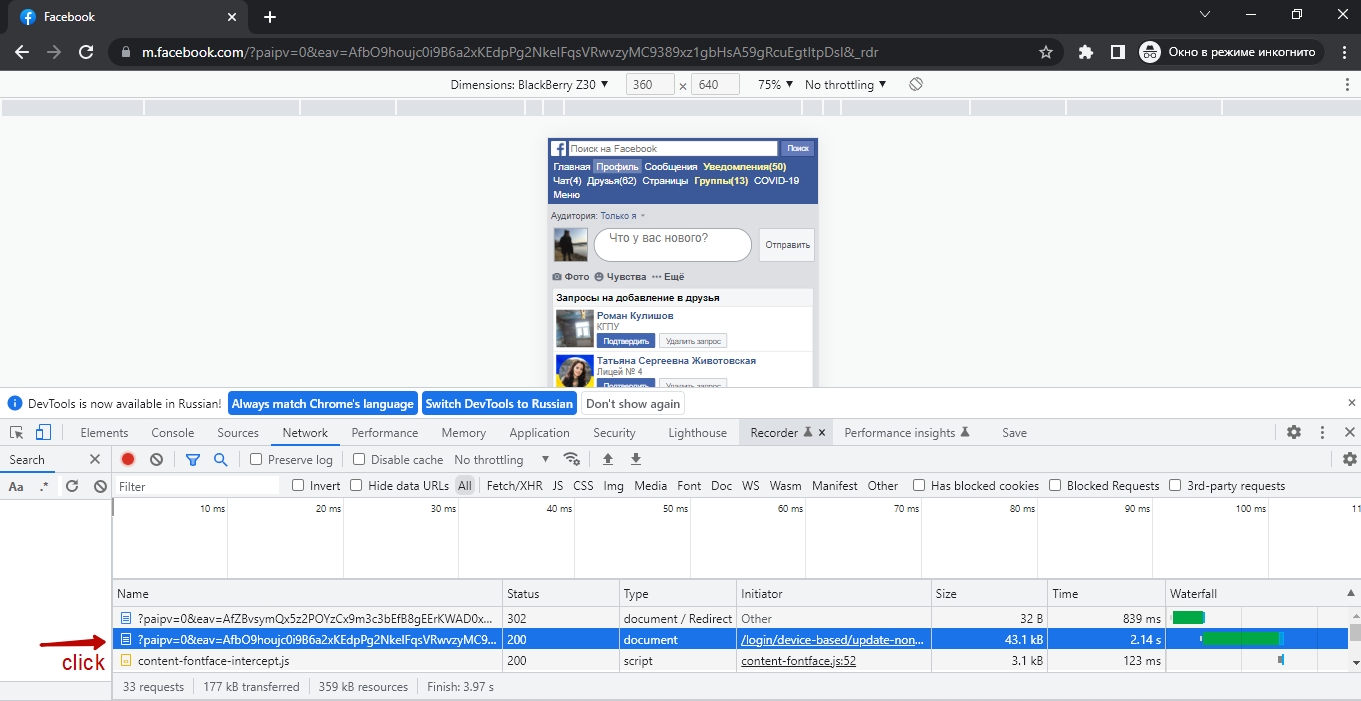 Facebook
m.facebook.com/?paipv=0&eav=AfbO9houjc0i9B6a2xKEdpPg2NkeIFqsVRwvzyMC9389xz1gbHsA59gRcuEgtItpDsI&_rdr
Окно в режиме инкогнито
Dimensions: BlackBerry Z30 ▼ 360 × 640 75% ▼ No throttling ▼
Поиск на Facebook Поиск
Главная Профиль Сообщения Уведомления(50)
Чат(4) Друзья(62) Страницы Группы(13) COVID-19
Меню
Аудитория: Только я
Что у вас нового? Отправить
Фото Чувства ··· Ещё
Запросы на добавление в друзья
Роман Кулишов
КГПУ
Подтвердить Удалить запрос
Татьяна Сергеевна Животовская
Лицей № 4
Подтвердить Удалить запрос
DevTools is now available in Russian! Always match Chrome's language Switch DevTools to Russian Don't show again
Elements Console Sources Network Performance Memory Application Security Lighthouse Recorder Performance insights Save
Search Preserve log Disable cache No throttling ▼
Aa .* Filter Invert Hide data URLs All Fetch/XHR JS CSS Img Media Font Doc WS Wasm Manifest Other Has blocked cookies Blocked Requests 3rd-party requests
10 ms 20 ms 30 ms 40 ms 50 ms 60 ms 70 ms 80 ms 90 ms 100 ms 11
Name Status Type Initiator Size Time Waterfall
?paipv=0&eav=AfZBvsymQx5z2POYzCx9m3c3bEfB8gEErKWAD0x... 302 document / Redirect Other 32 B 839 ms
?paipv=0&eav=AfbO9houjc0i9B6a2xKEdpPg2NkeIFqsVRwvzyMC9... 200 document /login/device-based/update-non... 43.1 kB 2.14 s
click
content-fontface-intercept.js 200 script content-fontface.js:52 3.1 kB 123 ms
33 requests 177 kB transferred 359 kB resources Finish: 3.97 s